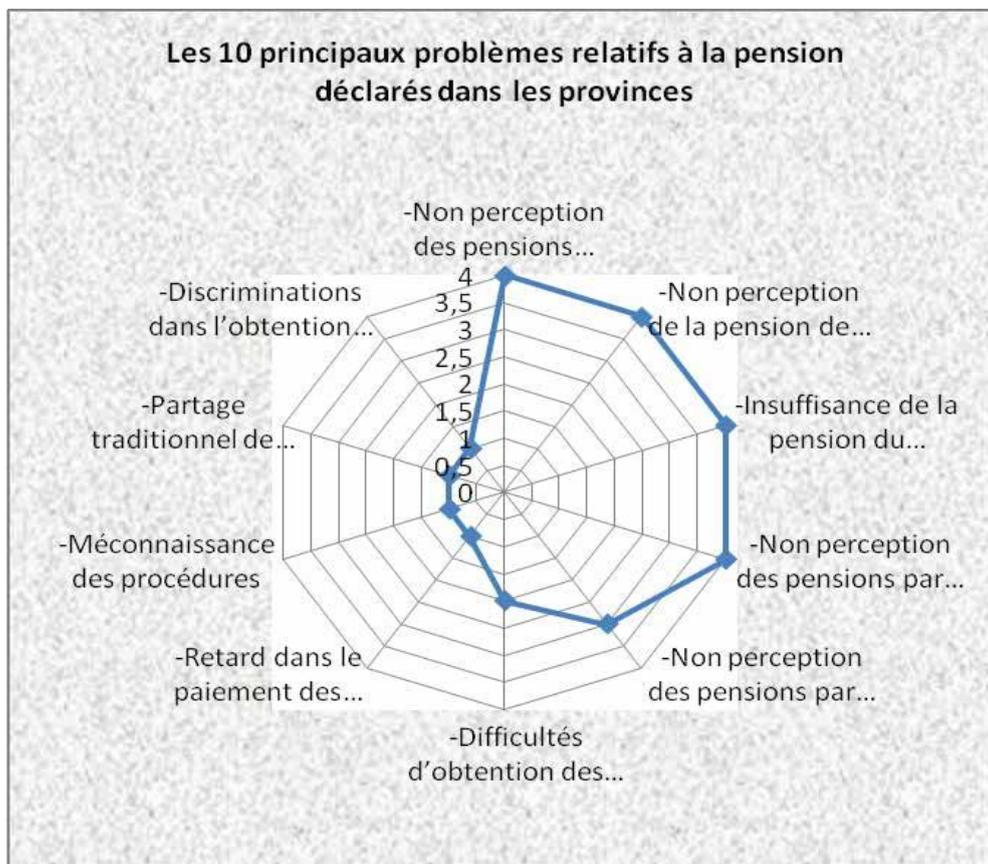 Les 10 principaux problèmes relatifs à la pension
déclarés dans les provinces
-Non perception
des pensions...
-Non perception
de la pension de...
-Insuffisance de la
pension du...
-Non perception
des pensions par...
-Non perception
des pensions par...
-Difficultés
d'obtention des...
-Retard dans le
paiement des...
-Méconnaissance
des procédures
-Partage
traditionnel de...
-Discriminations
dans l'obtention...
4
3,5
3
2,5
2
1,5
1
0,5
0